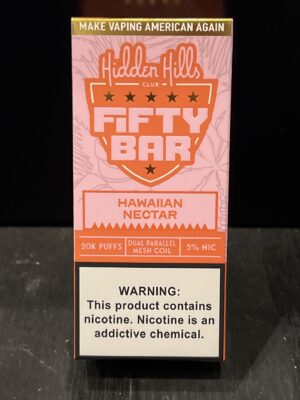 MAKE VAPING AMERICAN AGAIN
Hidden Hills
CLUB
FiFTY
BAR
HAWAIIAN
NECTAR
20K PUFFS
DUAL PARALLEL
MESH COIL
5% NIC
WARNING:
This product contains
nicotine. Nicotine is an
addictive chemical.